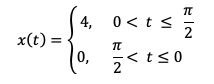 x(t) = { 4, 0 < t ≤ π/2
0, π/2 < t ≤ 0